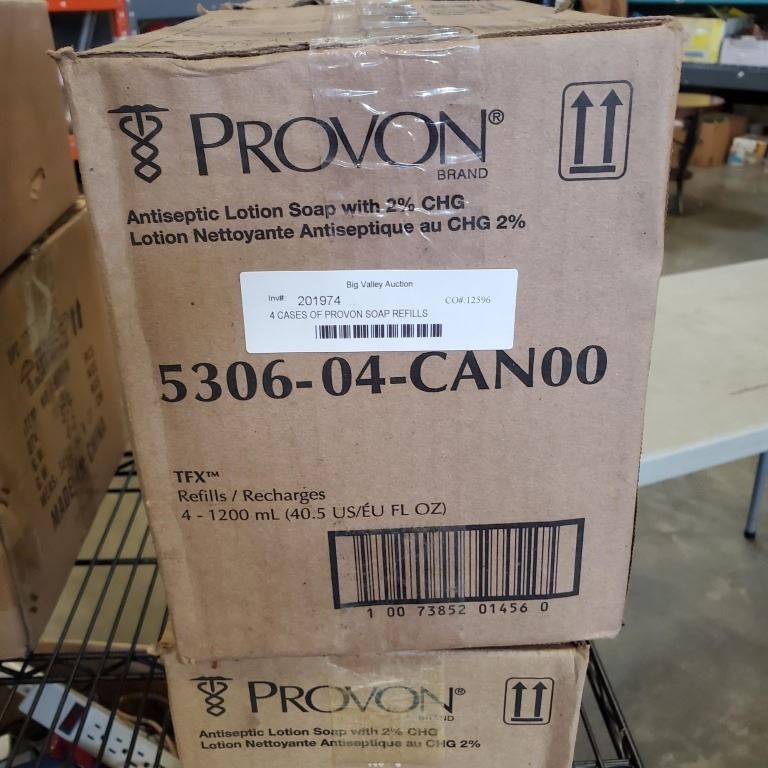 PROVON®
BRAND
Antiseptic Lotion Soap with 2% CHG
Lotion Nettoyante Antiseptique au CHG 2%
Big Valley Auction
Inv#: 201974 CO#:12596
4 CASES OF PROVON SOAP REFILLS
5306-04-CAN00
TFX™
Refills / Recharges
4 - 1200 mL (40.5 US/ÉU FL OZ)
1 00 73852 01456 0
PROVON®
BRAND
Antiseptic Lotion Soap with 2% CHG
Lotion Nettoyante Antiseptique au CHG 2%
MADE IN CHINA